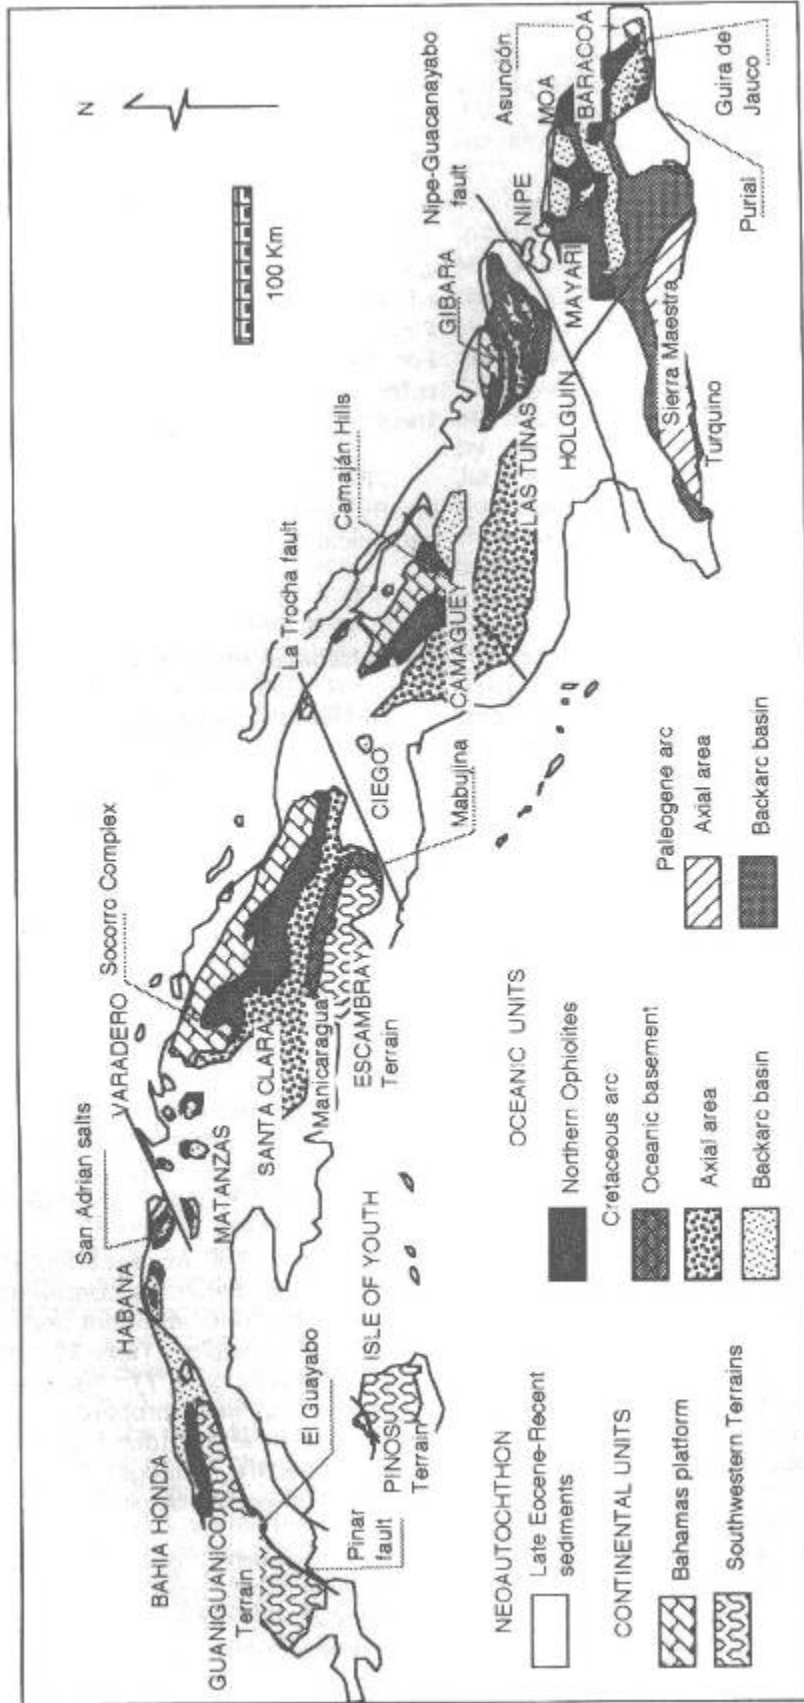 N
100 Km
San Adrian salts
VARADERO
Socorro Complex
La Trocha fault
Camaján Hills
GIBARA
Nipe-Guacanayabo
fault
NIPE
MOA
Asunción
BARACOA
Guira de
Jauco
Purial
HABANA
BAHIA HONDA
GUANIGUANICO
Terrain
MATANZAS
SANTA CLARA
Manicaragua
ESCAMBRAY
Terrain
CIEGO
Mabujina
CAMAGUEY
LAS TUNAS
HOLGUIN
MAYARI
Sierra Maestra
Turquino
Pinar
fault
El Guayabo
ISLE OF YOUTH
PINOS
Terrain
NEOAUTOCHTHON
Late Eocene-Recent
sediments
CONTINENTAL UNITS
Bahamas platform
Southwestern Terrains
OCEANIC UNITS
Northern Ophiolites
Cretaceous arc
Oceanic basement
Axial area
Backarc basin
Paleogene arc
Axial area
Backarc basin